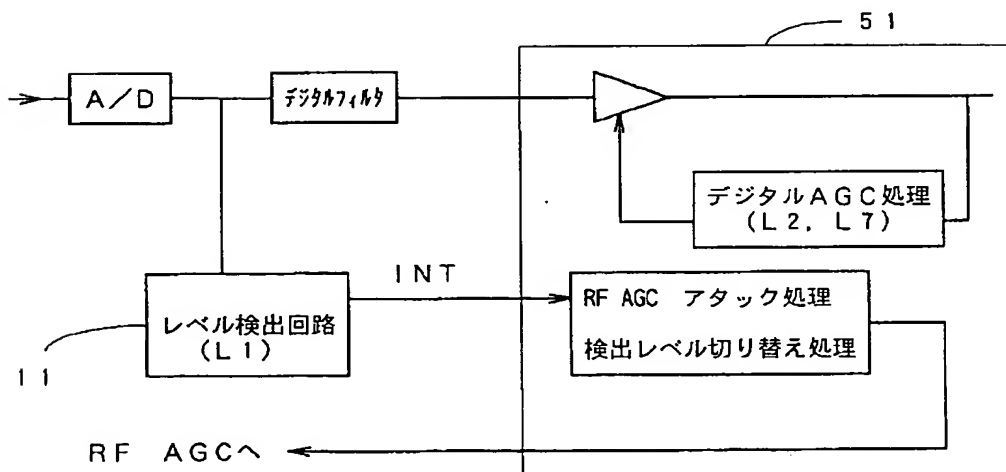 ５１
Ａ／Ｄ
デジタルフィルタ
デジタルＡＧＣ処理
（Ｌ２，Ｌ７）
ＩＮＴ
レベル検出回路
（Ｌ１）
RF AGC アタック処理
検出レベル切り替え処理
１１
ＲＦ ＡＧＣへ